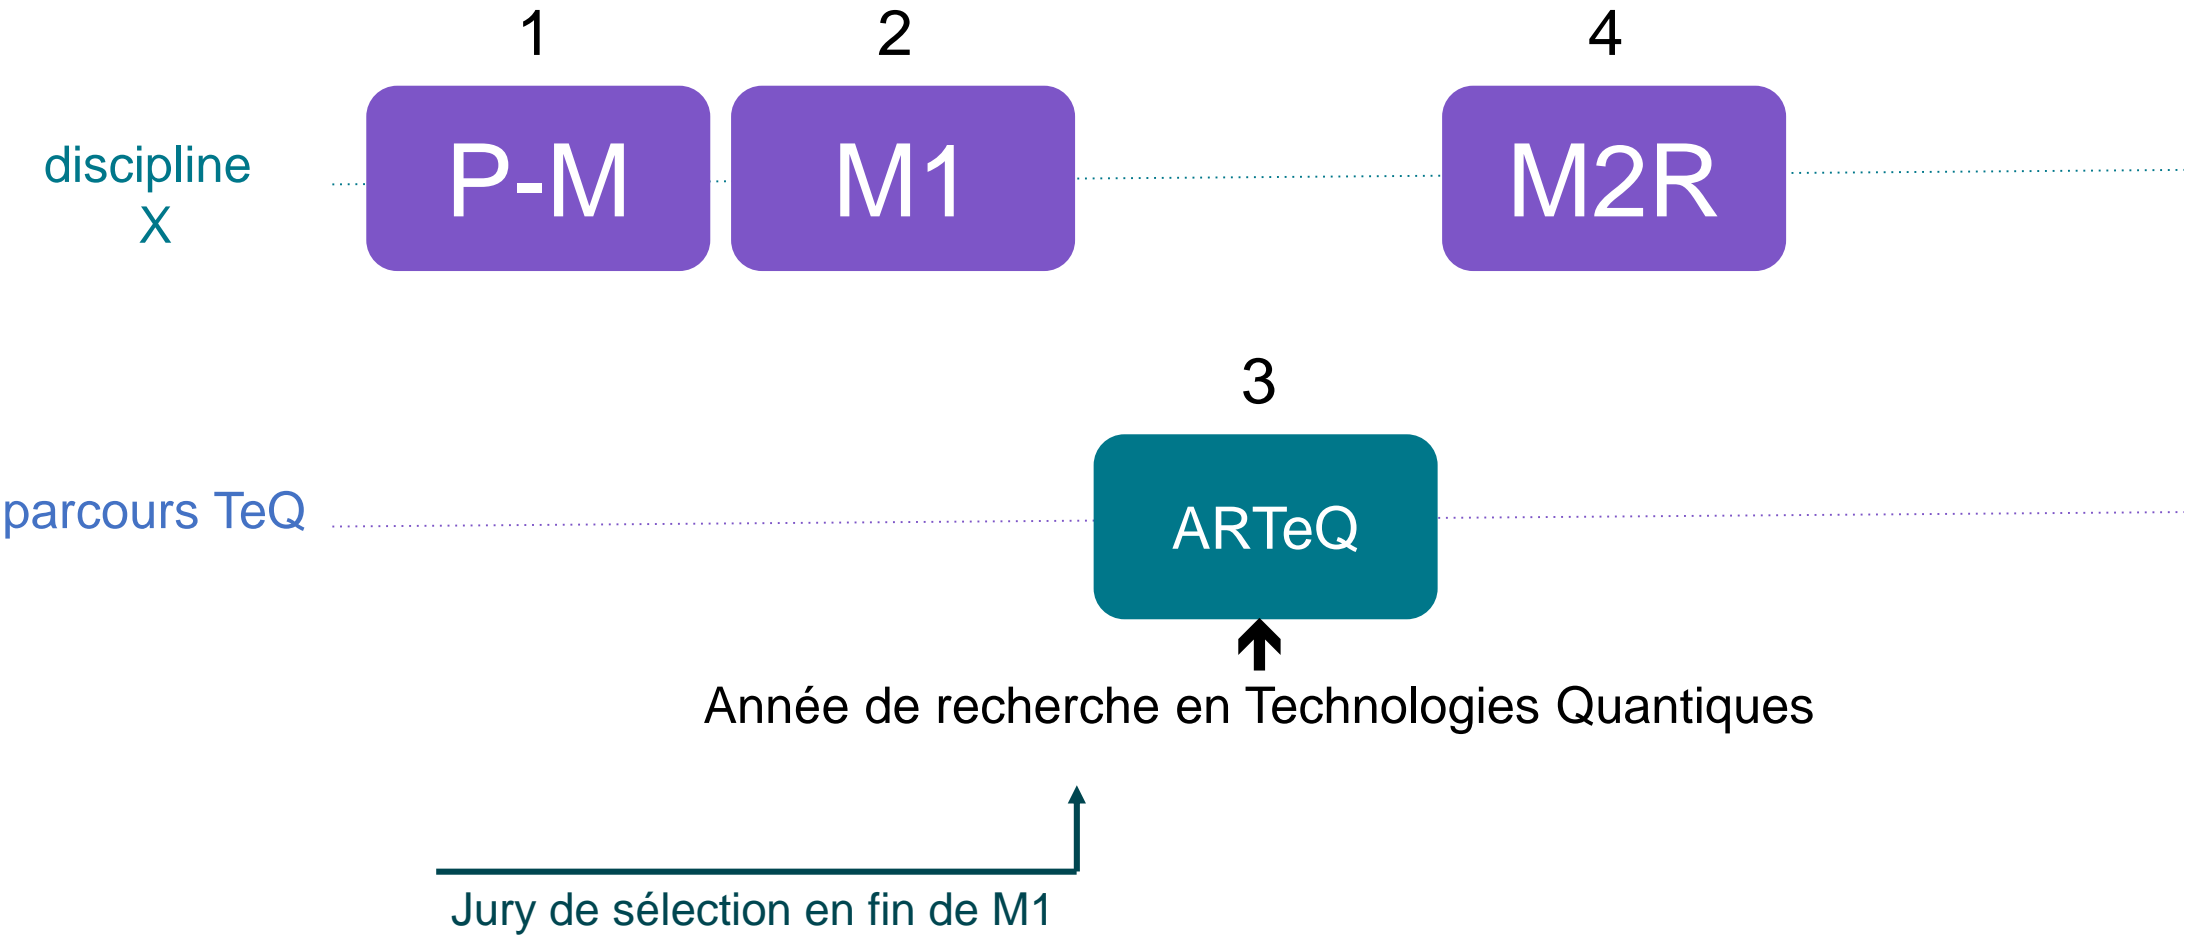 1
2
4
discipline
X
P-M
M1
M2R
3
parcours TeQ
ARTeQ
Année de recherche en Technologies Quantiques
Jury de sélection en fin de M1